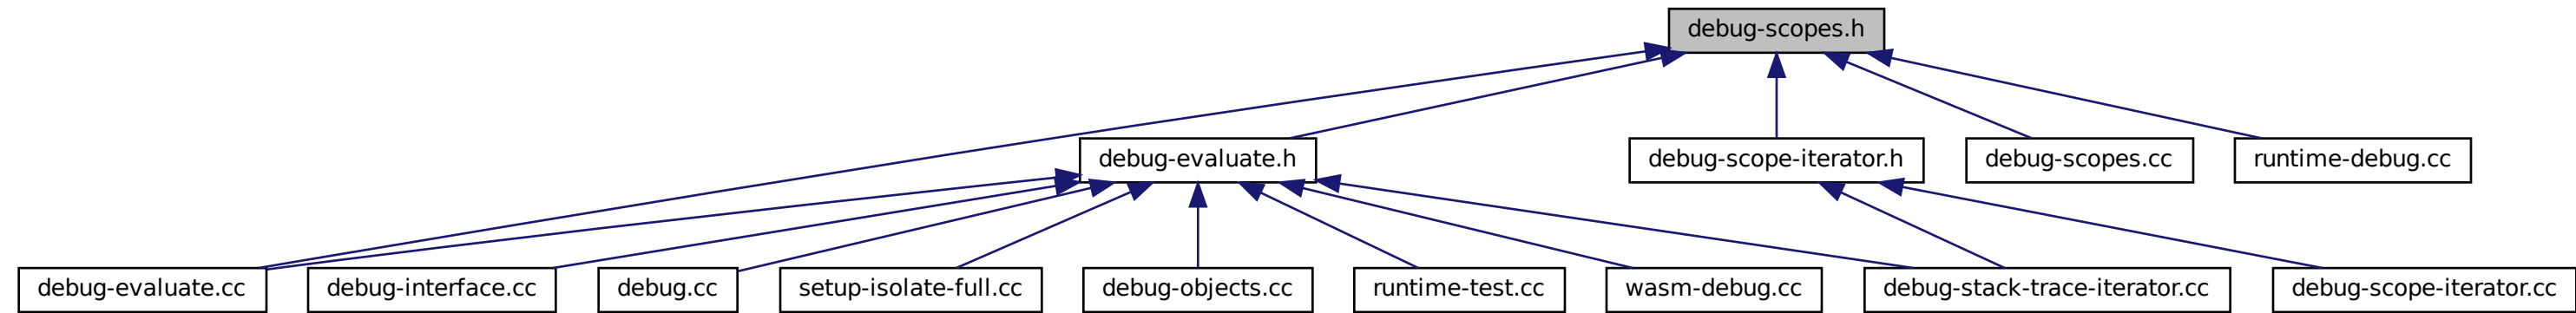 debug-scopes.h
debug-evaluate.h
debug-scope-iterator.h
debug-scopes.cc
runtime-debug.cc
debug-evaluate.cc
debug-interface.cc
debug.cc
setup-isolate-full.cc
debug-objects.cc
runtime-test.cc
wasm-debug.cc
debug-stack-trace-iterator.cc
debug-scope-iterator.cc